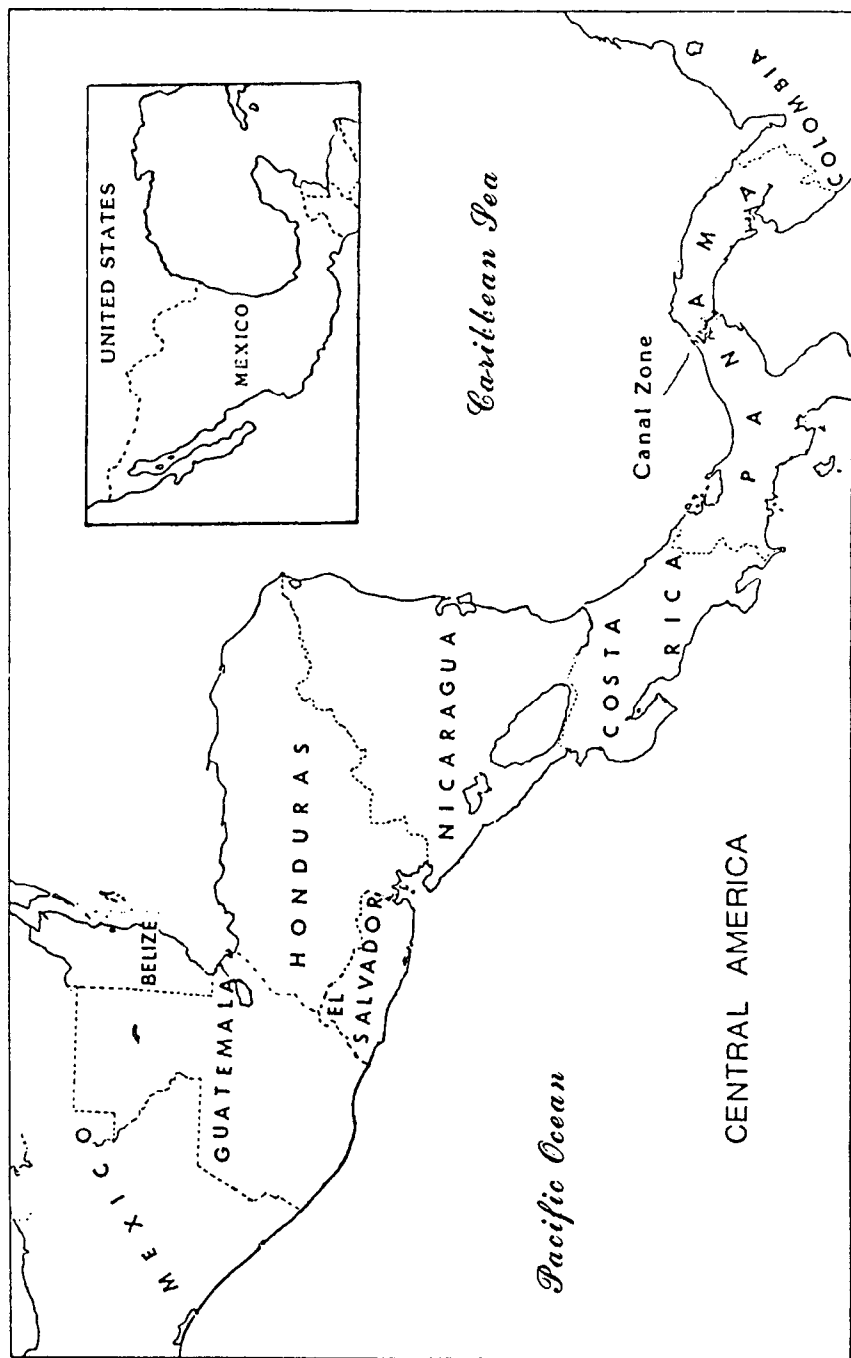 UNITED STATES
MEXICO
MEXICO
BELIZE
GUATEMALA
HONDURAS
EL
SALVADOR
NICARAGUA
COSTA
RICA
PANAMA
Canal Zone
COLOMBIA
Caribbean Sea
Pacific Ocean
CENTRAL AMERICA